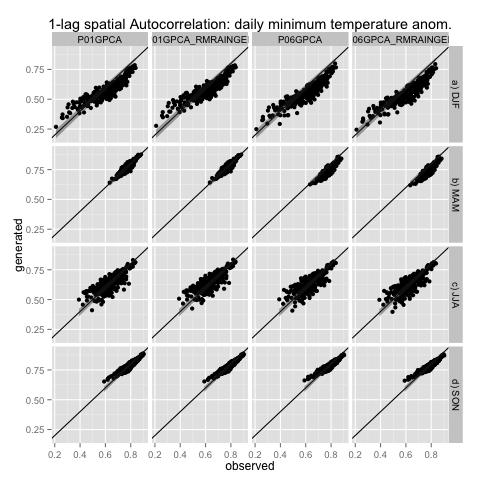 1-lag spatial Autocorrelation: daily minimum temperature anom.
P01GPCA 01GPCA_RMRAINGE P06GPCA 06GPCA_RMRAINGE
0.75
0.50
0.25
a) DJF
0.75
0.50
0.25
b) MAM
0.75
0.50
0.25
c) JJA
0.75
0.50
0.25
d) SON
generated
0.2 0.4 0.6 0.8 0.2 0.4 0.6 0.8 0.2 0.4 0.6 0.8 0.2 0.4 0.6 0.8
observed